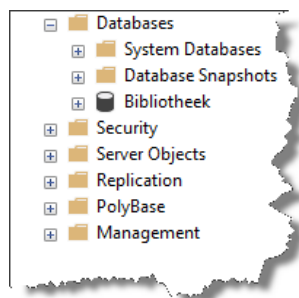 Databases
System Databases
Database Snapshots
Bibliotheek
Security
Server Objects
Replication
PolyBase
Management